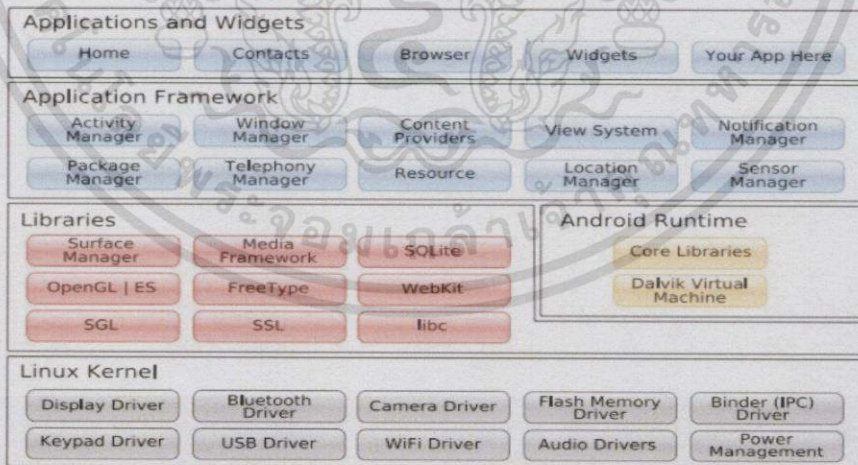 Applications and Widgets
Home
Contacts
Browser
Widgets
Your App Here
Application Framework
Activity
Manager
Window
Manager
Content
Providers
View System
Notification
Manager
Package
Manager
Telephony
Manager
Resource
Location
Manager
Sensor
Manager
Libraries
Surface
Manager
Media
Framework
SQLite
OpenGL | ES
FreeType
WebKit
SGL
SSL
libc
Android Runtime
Core Libraries
Dalvik Virtual
Machine
Linux Kernel
Display Driver
Bluetooth
Driver
Camera Driver
Flash Memory
Driver
Binder (IPC)
Driver
Keypad Driver
USB Driver
WiFi Driver
Audio Drivers
Power
Management